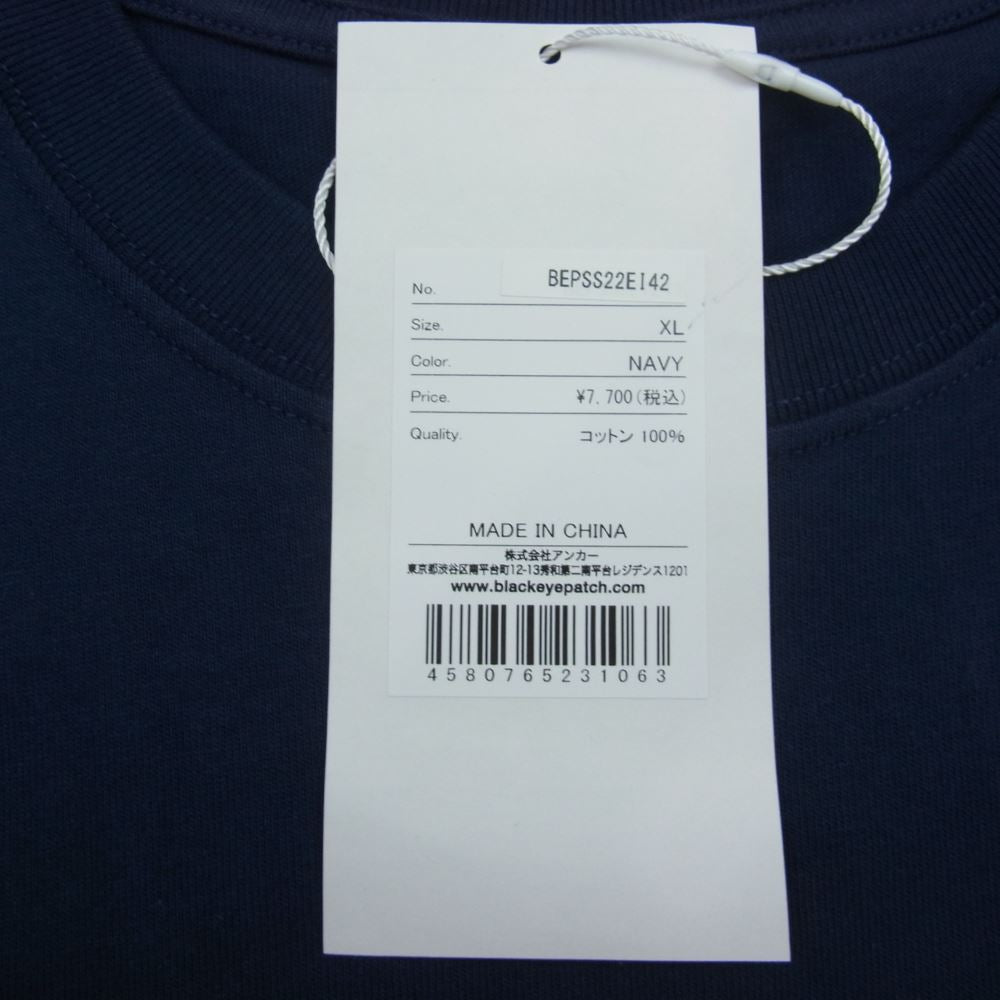 No. BEPSS22EI42
Size. XL
Color. NAVY
Price. ¥7,700(税込)
Quality. コットン 100%
MADE IN CHINA
株式会社アンカー
東京都渋谷区南平台町12-13秀和第二南平台レジデンス1201
www.blackeyepatch.com
4580765231063